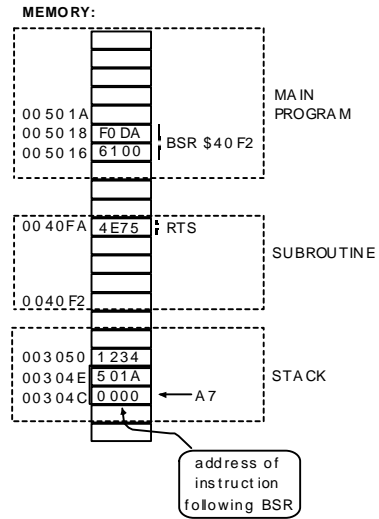 MEMORY:
MAIN
PROGRAM
00501A
005018 F0DA
005016 6100
BSR $40F2
0040FA 4E75 RTS
SUBROUTINE
0040F2
003050 1234
00304E 501A
00304C 0000 A7
STACK
address of
instruction
following BSR